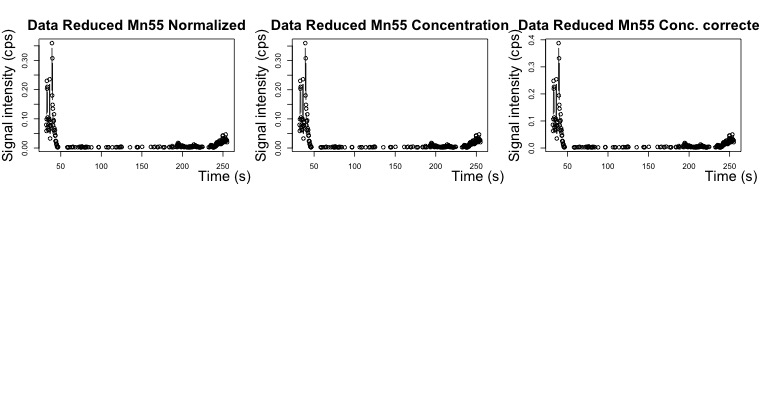 Data Reduced Mn55 Normalized
Signal intensity (cps)
0.00 0.10 0.20 0.30
50 100 150 200 250
Time (s)
Data Reduced Mn55 Concentration
Signal intensity (cps)
0.00 0.10 0.20 0.30
50 100 150 200 250
Time (s)
Data Reduced Mn55 Conc. correcte
Signal intensity (cps)
0.0 0.1 0.2 0.3 0.4
50 100 150 200 250
Time (s)